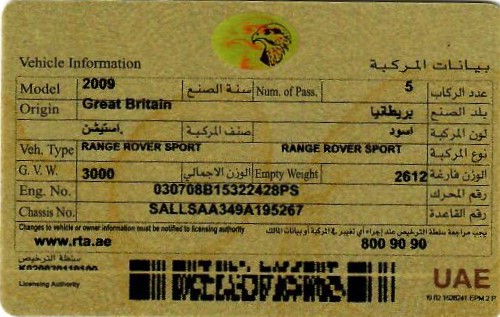 Vehicle Information بيانات المركبة
Model 2009 سنة الصنع Num. of Pass. 5 عدد الركاب
Origin Great Britain بريطانيا بلد الصنع
استيشن صنف المركبة اسود لون المركبة
Veh. Type RANGE ROVER SPORT RANGE ROVER SPORT نوع المركبة
G. V. W. 3000 الوزن الاجمالي Empty Weight 2612 الوزن فارغة
Eng. No. 030708B15322428PS رقم المحرك
Chassis No. SALLSAA349A195267 رقم القاعدة
Changes to vehicle or owner information must be notified to licensing authority يجب مراجعة سلطة الترخيص عند إجراء أي تغيير في المركبة أو بيانات المالك
www.rta.ae 800 90 90
سلطة الترخيص
Licensing Authority
UAE